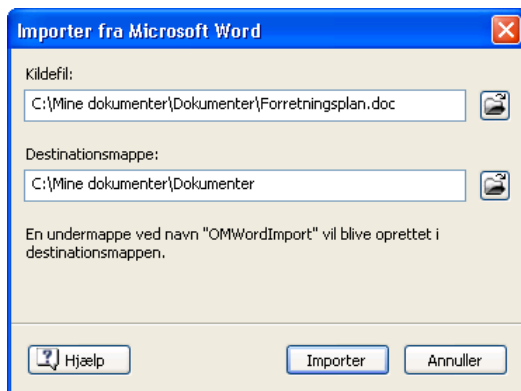 Importer fra Microsoft Word
Kildefil:
C:\Mine dokumenter\Dokumenter\Forretningsplan.doc
Destinationsmappe:
C:\Mine dokumenter\Dokumenter
En undermappe ved navn "OMWordImport" vil blive oprettet i
destinationsmappen.
Hjælp
Importer
Annuller